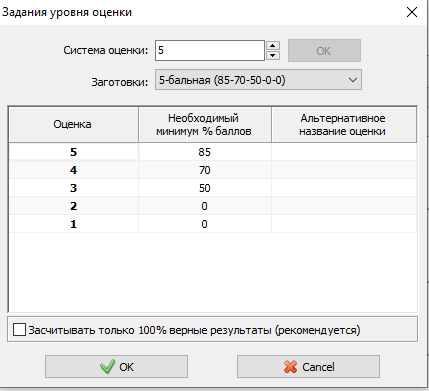 Задания уровня оценки
Система оценки: 5 OK
Заготовки: 5-бальная (85-70-50-0-0)
Оценка Необходимый минимум % баллов Альтернативное название оценки
5 85
4 70
3 50
2 0
1 0
Засчитывать только 100% верные результаты (рекомендуется)
OK Cancel